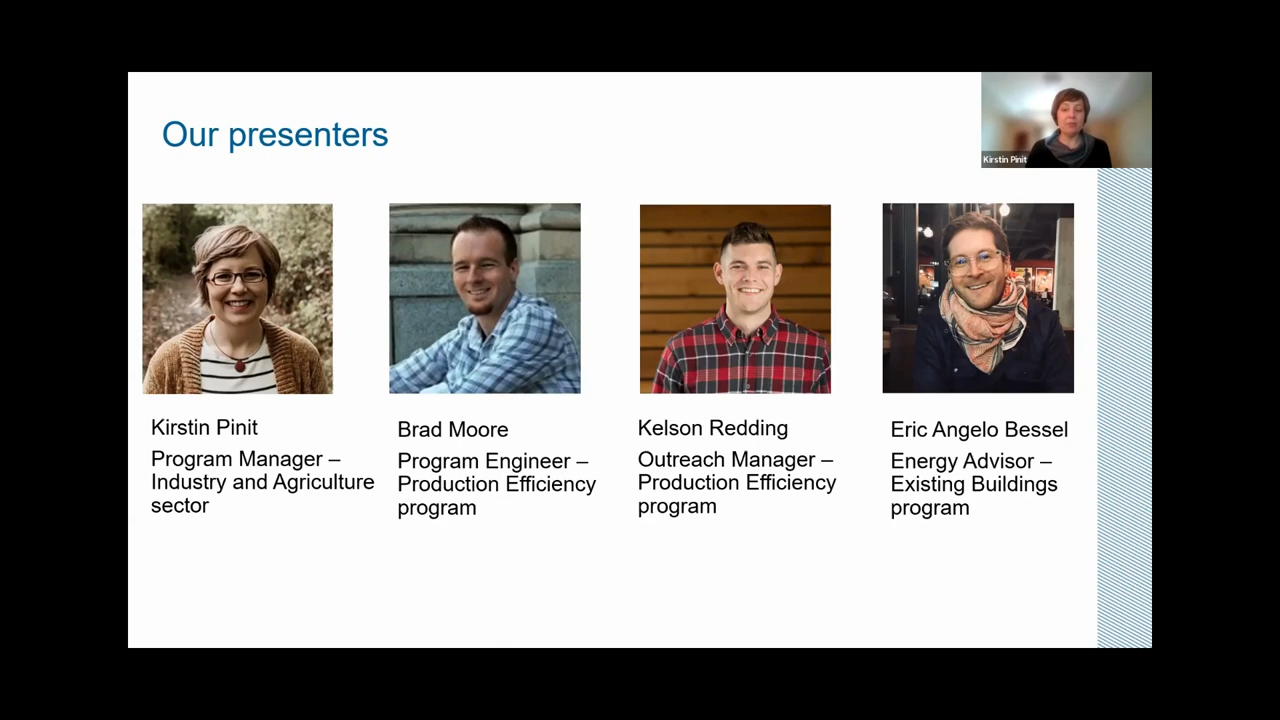 Our presenters
Kirstin Pinit
Kirstin Pinit
Program Manager –
Industry and Agriculture
sector
Brad Moore
Program Engineer –
Production Efficiency
program
Kelson Redding
Outreach Manager –
Production Efficiency
program
Eric Angelo Bessel
Energy Advisor –
Existing Buildings
program